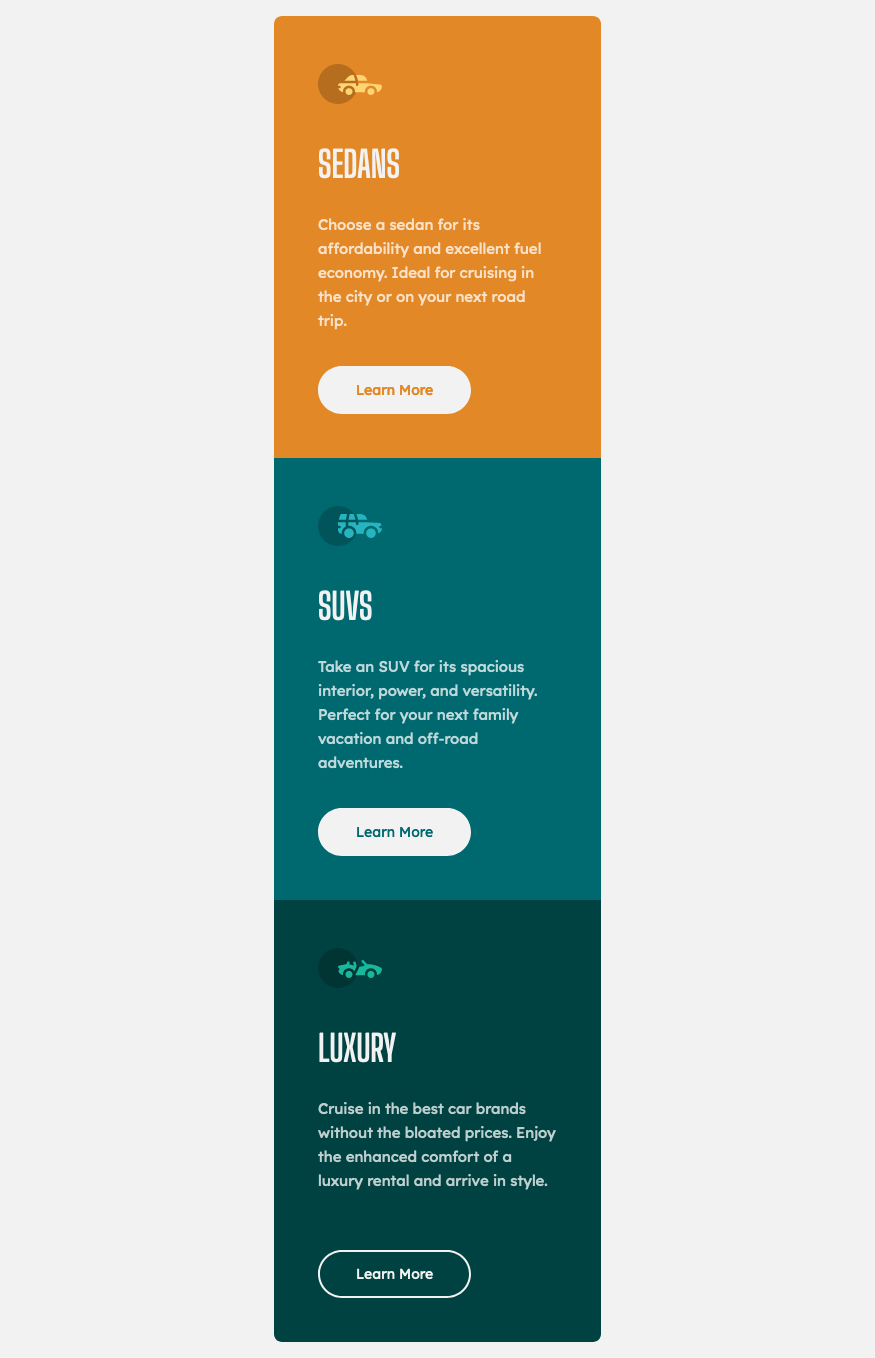 SEDANS
Choose a sedan for its
affordability and excellent fuel
economy. Ideal for cruising in
the city or on your next road
trip.
Learn More
SUVS
Take an SUV for its spacious
interior, power, and versatility.
Perfect for your next family
vacation and off-road
adventures.
Learn More
LUXURY
Cruise in the best car brands
without the bloated prices. Enjoy
the enhanced comfort of a
luxury rental and arrive in style.
Learn More